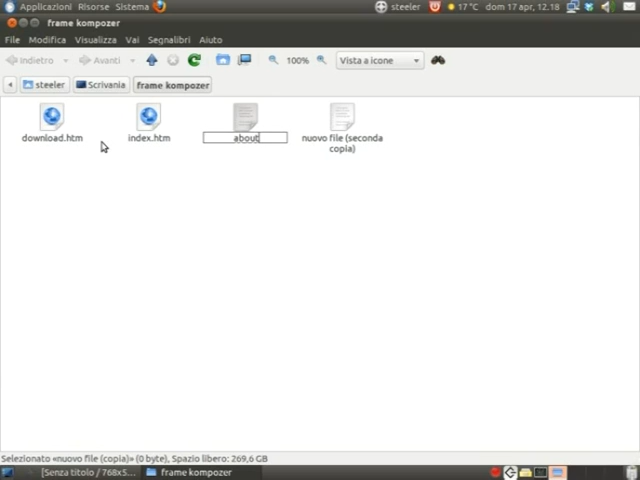 Applicazioni Risorse Sistema steeler 17 °C dom 17 apr, 12.18
frame kompozer
File Modifica Visualizza Vai Segnalibri Aiuto
Indietro Avanti 100% Vista a icone
steeler Scrivania frame kompozer
download.htm index.htm about nuovo file (seconda
copia)
Selezionato «nuovo file (copia)» (0 byte), Spazio libero: 269,6 GB
[Senza titolo / 768x5... frame kompozer